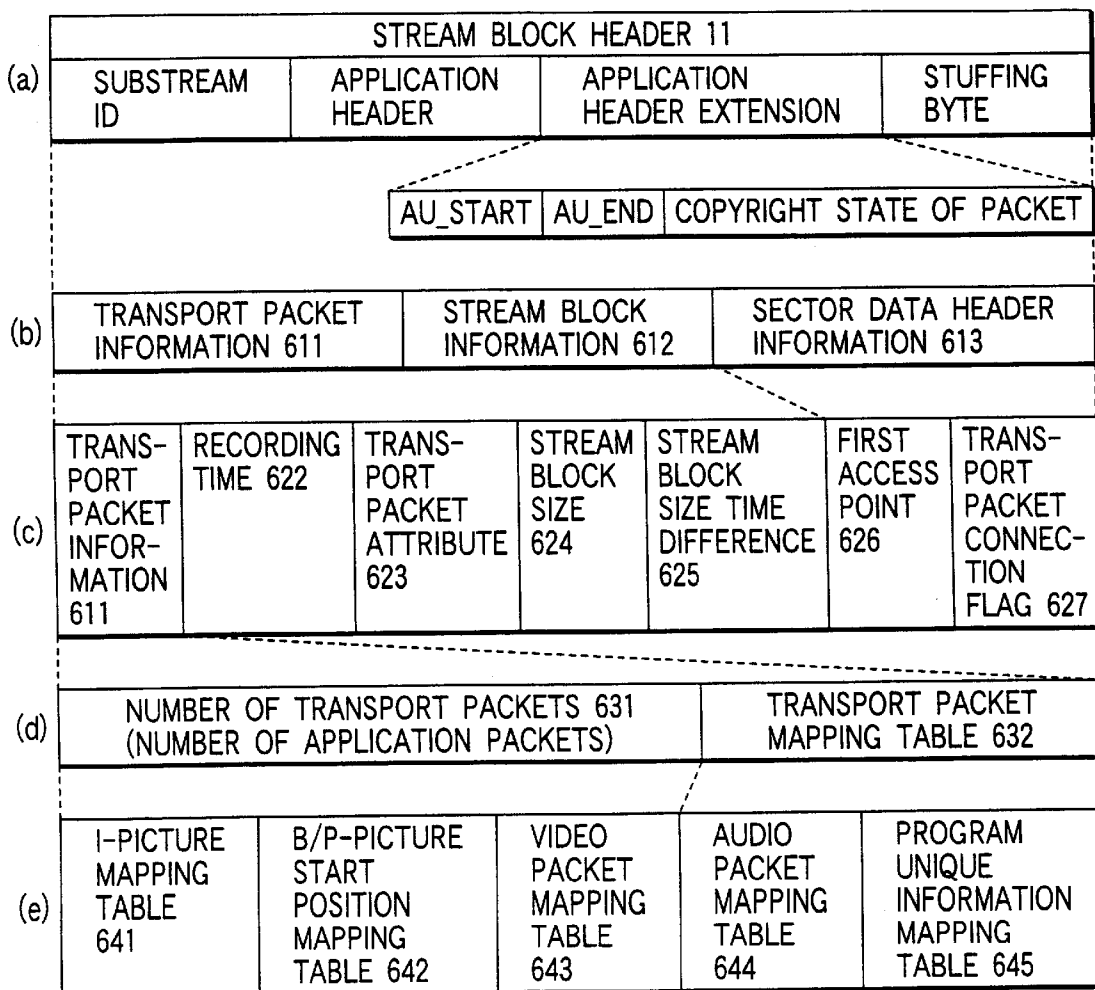 (a)
STREAM BLOCK HEADER 11
SUBSTREAM
ID
APPLICATION
HEADER
APPLICATION
HEADER EXTENSION
STUFFING
BYTE
AU_START
AU_END
COPYRIGHT STATE OF PACKET
(b)
TRANSPORT PACKET
INFORMATION 611
STREAM BLOCK
INFORMATION 612
SECTOR DATA HEADER
INFORMATION 613
(c)
TRANS-
PORT
PACKET
INFOR-
MATION
611
RECORDING
TIME 622
TRANS-
PORT
PACKET
ATTRIBUTE
623
STREAM
BLOCK
SIZE
624
STREAM
BLOCK
SIZE TIME
DIFFERENCE
625
FIRST
ACCESS
POINT
626
TRANS-
PORT
PACKET
CONNEC-
TION
FLAG 627
(d)
NUMBER OF TRANSPORT PACKETS 631
(NUMBER OF APPLICATION PACKETS)
TRANSPORT PACKET
MAPPING TABLE 632
(e)
I-PICTURE
MAPPING
TABLE
641
B/P-PICTURE
START
POSITION
MAPPING
TABLE 642
VIDEO
PACKET
MAPPING
TABLE
643
AUDIO
PACKET
MAPPING
TABLE
644
PROGRAM
UNIQUE
INFORMATION
MAPPING
TABLE 645